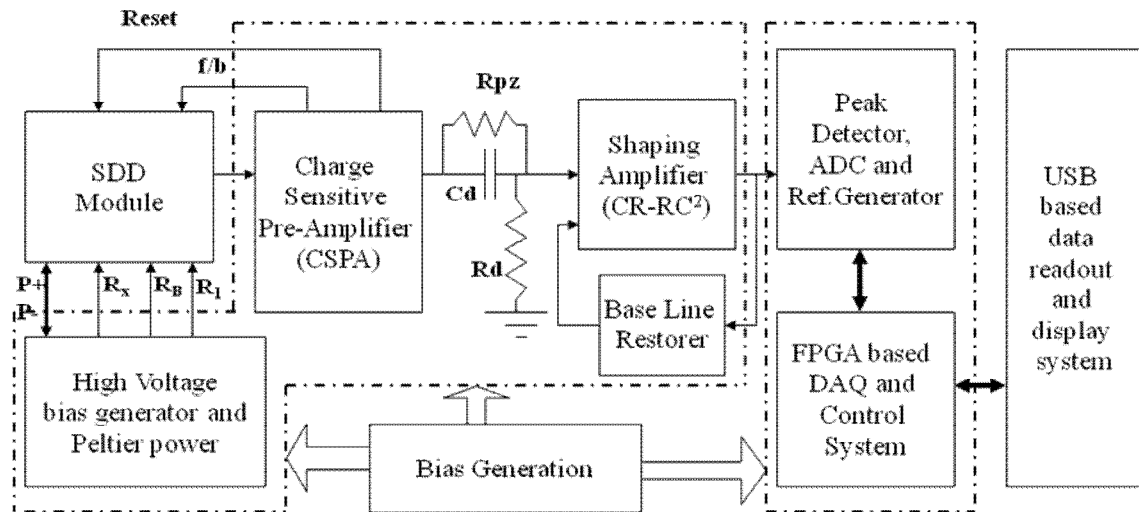 Reset
f/b
SDD
Module
Charge
Sensitive
Pre-Amplifier
(CSPA)
Rpz
Cd
Rd
Shaping
Amplifier
(CR-RC²)
Base Line
Restorer
Peak
Detector,
ADC and
Ref.Generator
USB
based
data
readout
and
display
system
P+
P-
Rx
RB
R1
High Voltage
bias generator and
Peltier power
Bias Generation
FPGA based
DAQ and
Control
System